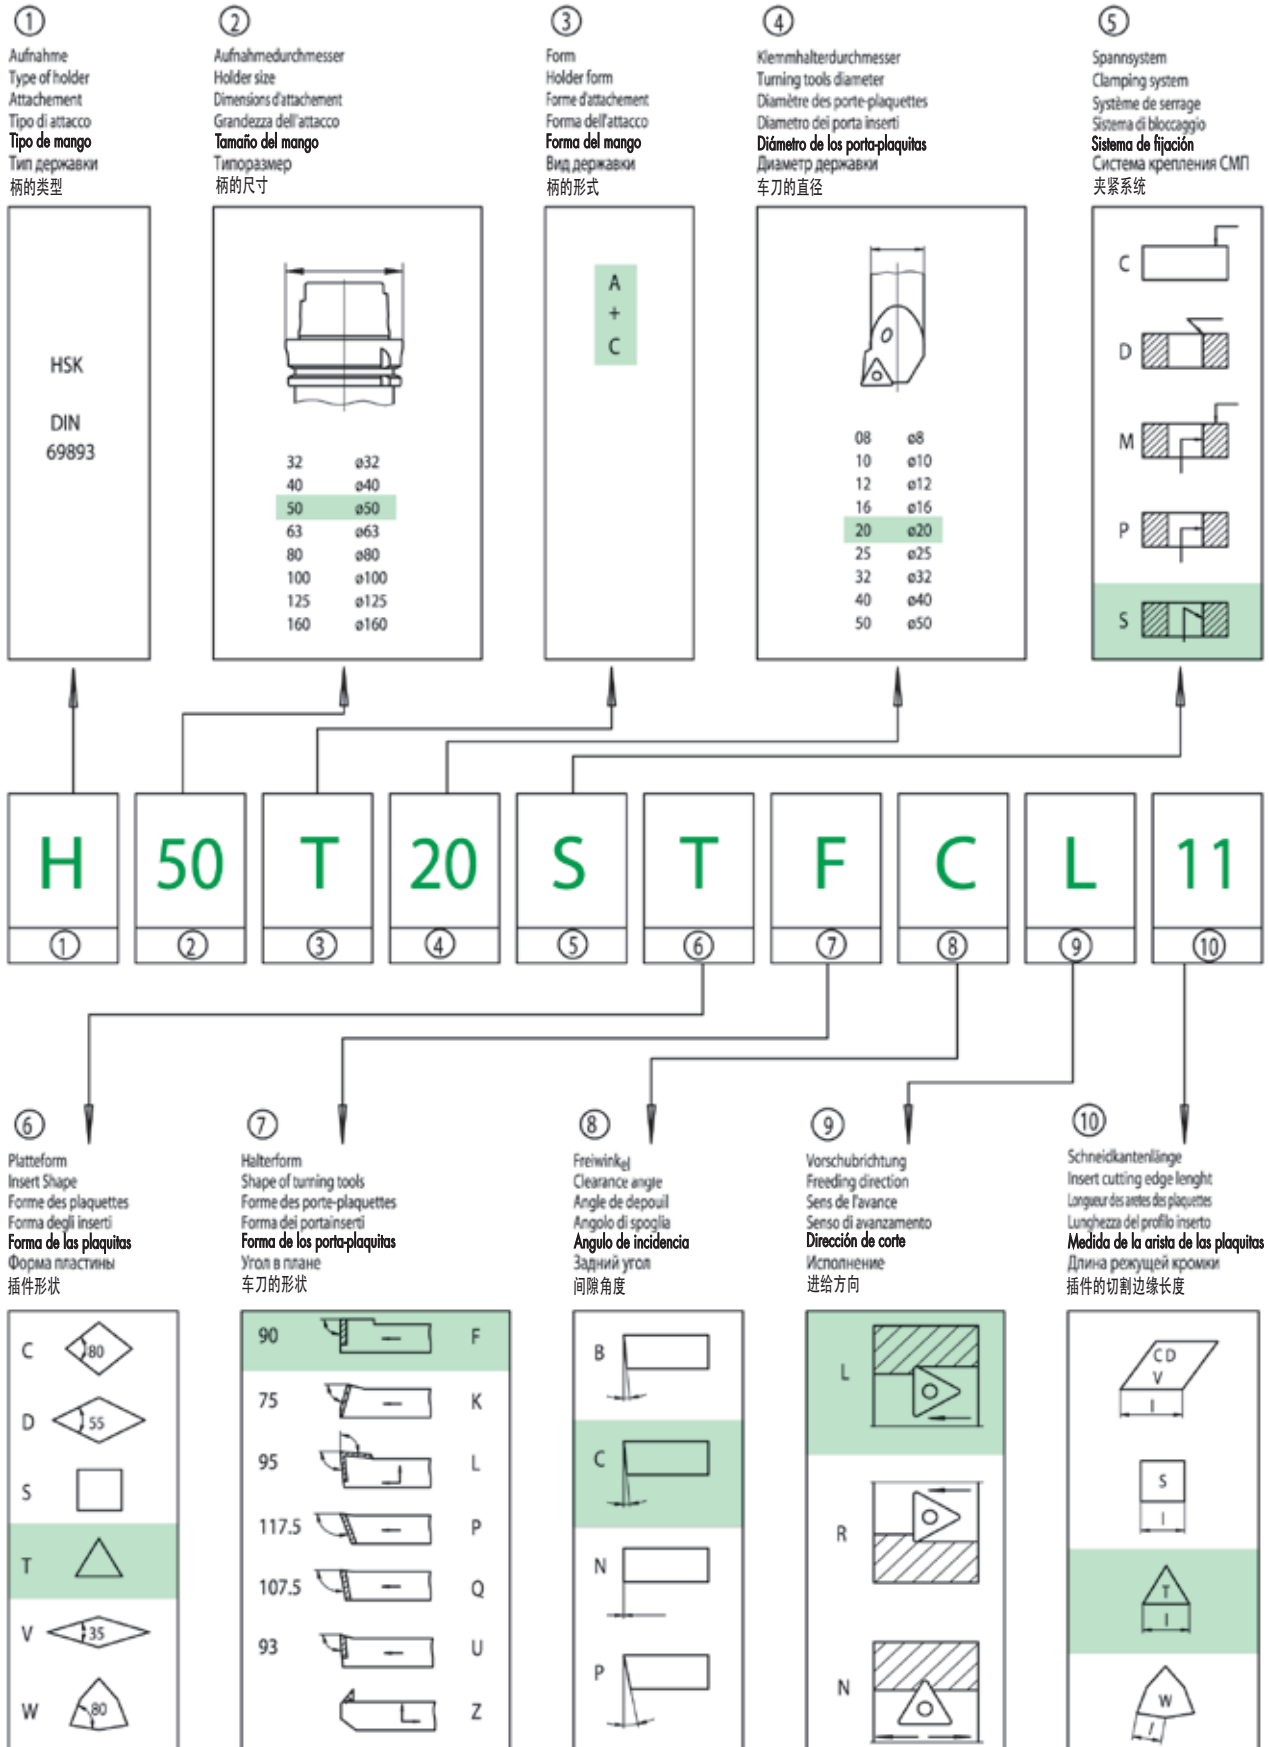 ①
Aufnahme
Type of holder
Attachement
Tipo di attacco
Tipo de mango
Тип державки
柄的类型
HSK
DIN
69893
②
Aufnahmedurchmesser
Holder size
Dimensions d'attachement
Grandezza dell'attacco
Tamaño del mango
Типоразмер
柄的尺寸
32 ø32
40 ø40
50 ø50
63 ø63
80 ø80
100 ø100
125 ø125
160 ø160
③
Form
Holder form
Forme d'attachement
Forma dell'attacco
Forma del mango
Вид державки
柄的形式
A
+
C
④
Klemmhalterdurchmesser
Turning tools diameter
Diamètre des porte-plaquettes
Diametro dei porta inserti
Diámetro de los porta-plaquitas
Диаметр державки
车刀的直径
08 ø8
10 ø10
12 ø12
16 ø16
20 ø20
25 ø25
32 ø32
40 ø40
50 ø50
⑤
Spannsystem
Clamping system
Système de serrage
Sistema di bloccaggio
Sistema de fijación
Система крепления СМП
夹紧系统
C
D
M
P
S
H 50 T 20 S T F C L 11
① ② ③ ④ ⑤ ⑥ ⑦ ⑧ ⑨ ⑩
⑥
Platteform
Insert Shape
Forme des plaquettes
Forma degli inserti
Forma de las plaquitas
Форма пластины
插件形状
C 80
D 55
S
T
V 35
W 80
⑦
Halterform
Shape of turning tools
Forme des porte-plaquettes
Forma dei portainserti
Forma de los porta-plaquitas
Угол в плане
车刀的形状
90 F
75 K
95 L
117.5 P
107.5 Q
93 U
Z
⑧
Freiwinkel
Clearance angle
Angle de depouil
Angolo di spoglia
Angulo de incidencia
Задний угол
间隙角度
B
C
N
P
⑨
Vorschubrichtung
Freeding direction
Sens de l'avance
Senso di avanzamento
Dirección de corte
Исполнение
进给方向
L
R
N
⑩
Schneidkantenlänge
Insert cutting edge lenght
Longueur des aretes des plaquettes
Lunghezza del profilo inserto
Medida de la arista de las plaquitas
Длина режущей кромки
插件的切割边缘长度
C D
V
l
S
l
T
l
W
l